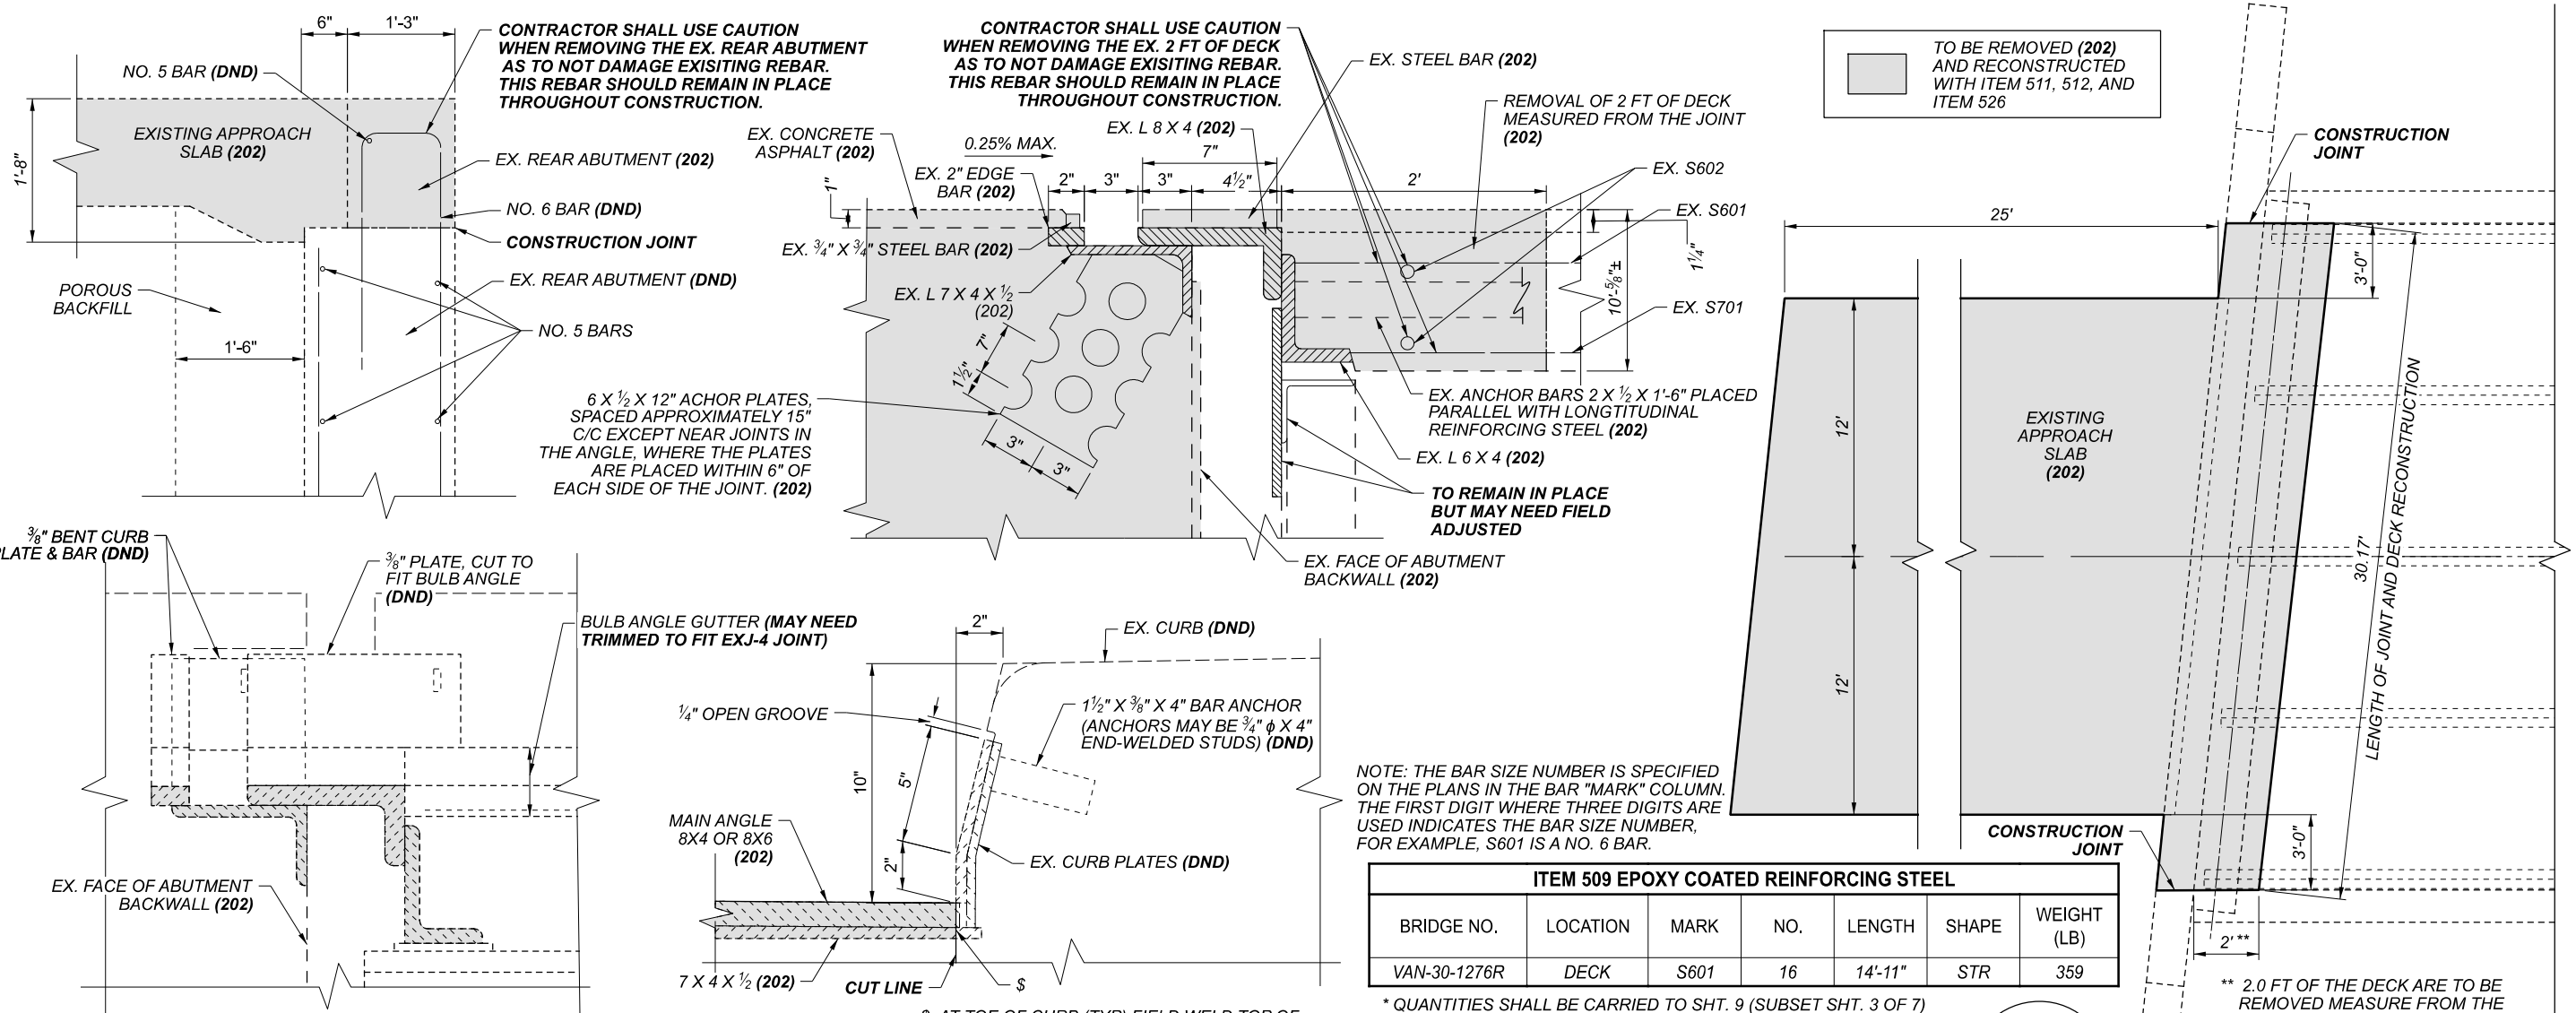 6"
1'-3"
NO. 5 BAR (DND)
CONTRACTOR SHALL USE CAUTION
WHEN REMOVING THE EX. REAR ABUTMENT
AS TO NOT DAMAGE EXISITING REBAR.
THIS REBAR SHOULD REMAIN IN PLACE
THROUGHOUT CONSTRUCTION.
1'-8"
EXISTING APPROACH
SLAB (202)
EX. REAR ABUTMENT (202)
NO. 6 BAR (DND)
CONSTRUCTION JOINT
EX. REAR ABUTMENT (DND)
POROUS
BACKFILL
NO. 5 BARS
1'-6"
CONTRACTOR SHALL USE CAUTION
WHEN REMOVING THE EX. 2 FT OF DECK
AS TO NOT DAMAGE EXISITING REBAR.
THIS REBAR SHOULD REMAIN IN PLACE
THROUGHOUT CONSTRUCTION.
EX. STEEL BAR (202)
REMOVAL OF 2 FT OF DECK
MEASURED FROM THE JOINT
(202)
EX. CONCRETE
ASPHALT (202)
0.25% MAX.
EX. L 8 X 4 (202)
7"
EX. 2" EDGE
BAR (202)
2"
3"
3"
4½"
2'
1"
EX. S602
EX. S601
EX. ¾" X ¾" STEEL BAR (202)
1¼"
10'-⅝"±
EX. L 7 X 4 X ½
(202)
EX. S701
7"
1½"
3"
3"
6 X ½ X 12" ACHOR PLATES,
SPACED APPROXIMATELY 15"
C/C EXCEPT NEAR JOINTS IN
THE ANGLE, WHERE THE PLATES
ARE PLACED WITHIN 6" OF
EACH SIDE OF THE JOINT. (202)
EX. ANCHOR BARS 2 X ½ X 1'-6" PLACED
PARALLEL WITH LONGTITUDINAL
REINFORCING STEEL (202)
EX. L 6 X 4 (202)
TO REMAIN IN PLACE
BUT MAY NEED FIELD
ADJUSTED
EX. FACE OF ABUTMENT
BACKWALL (202)
TO BE REMOVED (202)
AND RECONSTRUCTED
WITH ITEM 511, 512, AND
ITEM 526
CONSTRUCTION
JOINT
25'
3'-0"
12'
EXISTING
APPROACH
SLAB
(202)
12'
30.17'
LENGTH OF JOINT AND DECK RECONSTRUCTION
CONSTRUCTION
JOINT
3'-0"
2' **
** 2.0 FT OF THE DECK ARE TO BE
REMOVED MEASURE FROM THE
⅜" BENT CURB
LATE & BAR (DND)
⅜" PLATE, CUT TO
FIT BULB ANGLE
(DND)
BULB ANGLE GUTTER (MAY NEED
TRIMMED TO FIT EXJ-4 JOINT)
EX. FACE OF ABUTMENT
BACKWALL (202)
2"
EX. CURB (DND)
¼" OPEN GROOVE
1½" X ⅜" X 4" BAR ANCHOR
(ANCHORS MAY BE ¾" ϕ X 4"
END-WELDED STUDS) (DND)
10"
5"
2"
MAIN ANGLE
8X4 OR 8X6
(202)
EX. CURB PLATES (DND)
7 X 4 X ½ (202)
CUT LINE
$
$ AT TOP OF CURB (TYP) FIELD WELD TOP OF
NOTE: THE BAR SIZE NUMBER IS SPECIFIED
ON THE PLANS IN THE BAR "MARK" COLUMN.
THE FIRST DIGIT WHERE THREE DIGITS ARE
USED INDICATES THE BAR SIZE NUMBER,
FOR EXAMPLE, S601 IS A NO. 6 BAR.
ITEM 509 EPOXY COATED REINFORCING STEEL
BRIDGE NO. LOCATION MARK NO. LENGTH SHAPE WEIGHT (LB)
VAN-30-1276R DECK S601 16 14'-11" STR 359
* QUANTITIES SHALL BE CARRIED TO SHT. 9 (SUBSET SHT. 3 OF 7)